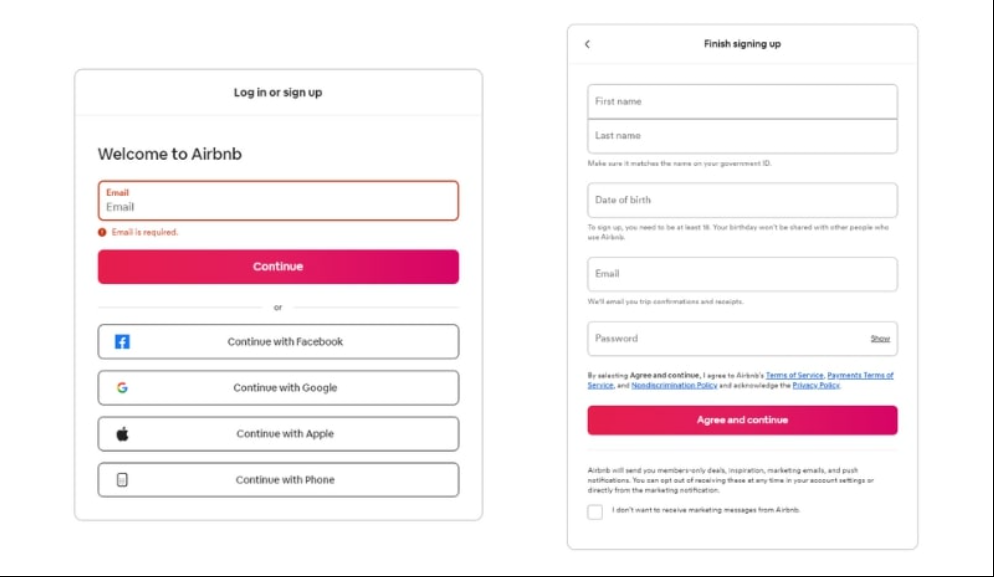 Log in or sign up
Welcome to Airbnb
Email
Email
Email is required.
Continue
or
Continue with Facebook
Continue with Google
Continue with Apple
Continue with Phone
Finish signing up
First name
Last name
Make sure it matches the name on your government ID.
Date of birth
To sign up, you need to be at least 18. Your birthday won't be shared with other people who
use Airbnb.
Email
We'll email you trip confirmations and receipts.
Password
Show
By selecting Agree and continue, I agree to Airbnb's Terms of Service, Payments Terms of
Service, and Nondiscrimination Policy and acknowledge the Privacy Policy.
Agree and continue
Airbnb will send you members-only deals, inspiration, marketing emails, and push
notifications. You can opt out of receiving these at any time in your account settings or
directly from the marketing notification.
I don't want to receive marketing messages from Airbnb.